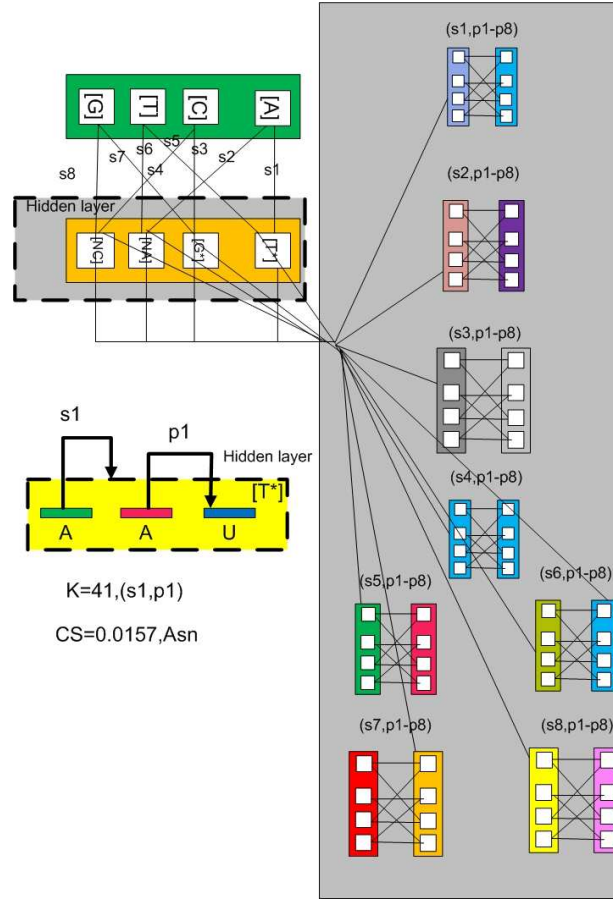 (s1,p1-p8)
[G]
[T]
[C]
[A]
s8
s7
s6
s5
s4
s3
s2
s1
Hidden layer
[NC]
[NA]
[G*]
[T*]
(s2,p1-p8)
(s3,p1-p8)
s1
p1
Hidden layer
[T*]
A
A
U
K=41,(s1,p1)
CS=0.0157,Asn
(s4,p1-p8)
(s5,p1-p8)
(s6,p1-p8)
(s7,p1-p8)
(s8,p1-p8)